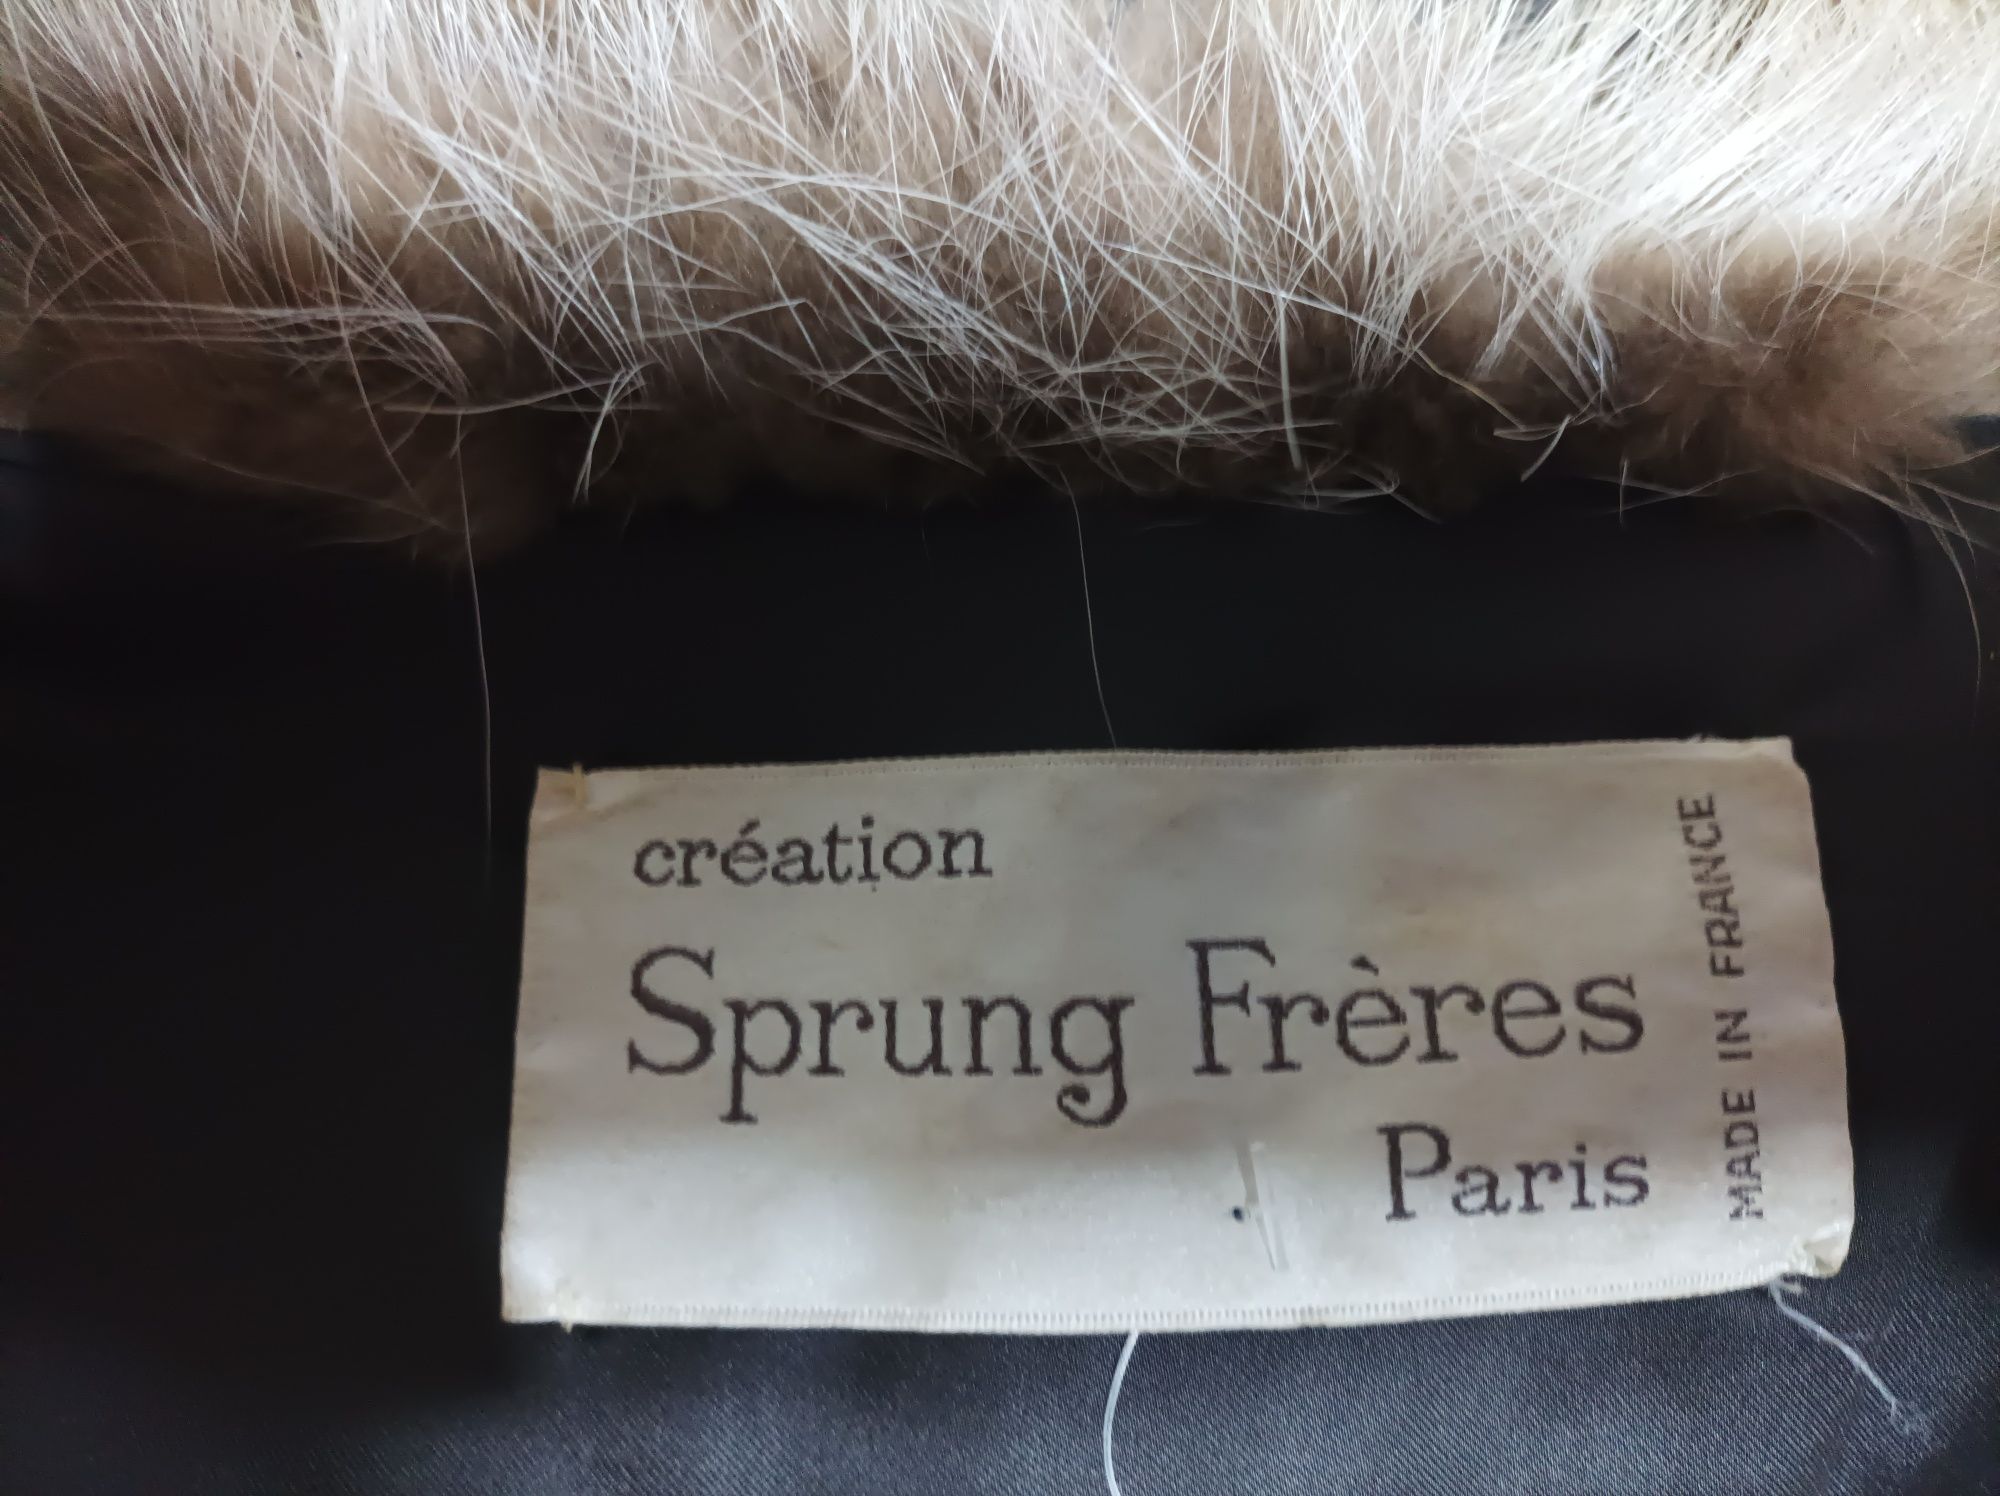 création
Sprung Frères
Paris
MADE IN FRANCE